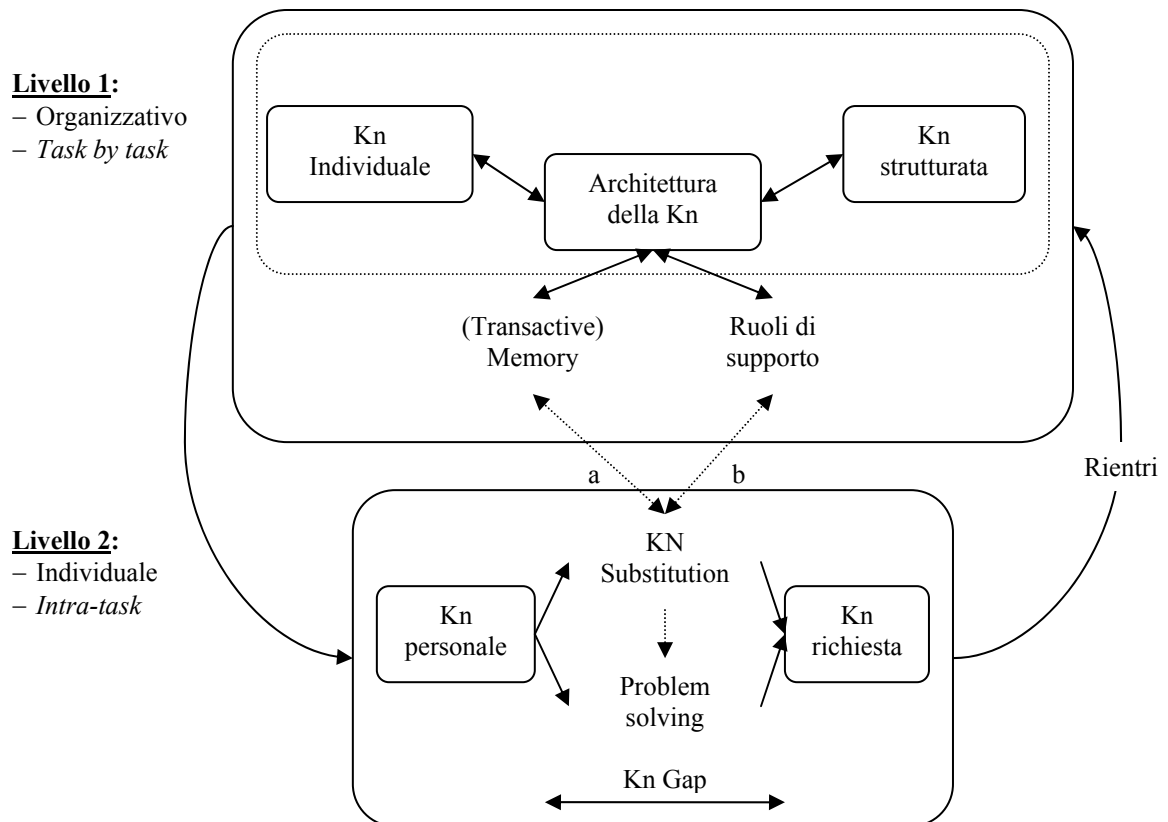 Livello 1:
– Organizzativo
– Task by task
Kn
Individuale
Architettura
della Kn
Kn
strutturata
(Transactive)
Memory
Ruoli di
supporto
a
b
Rientri
Livello 2:
– Individuale
– Intra-task
KN
Substitution
Kn
personale
Kn
richiesta
Problem
solving
Kn Gap